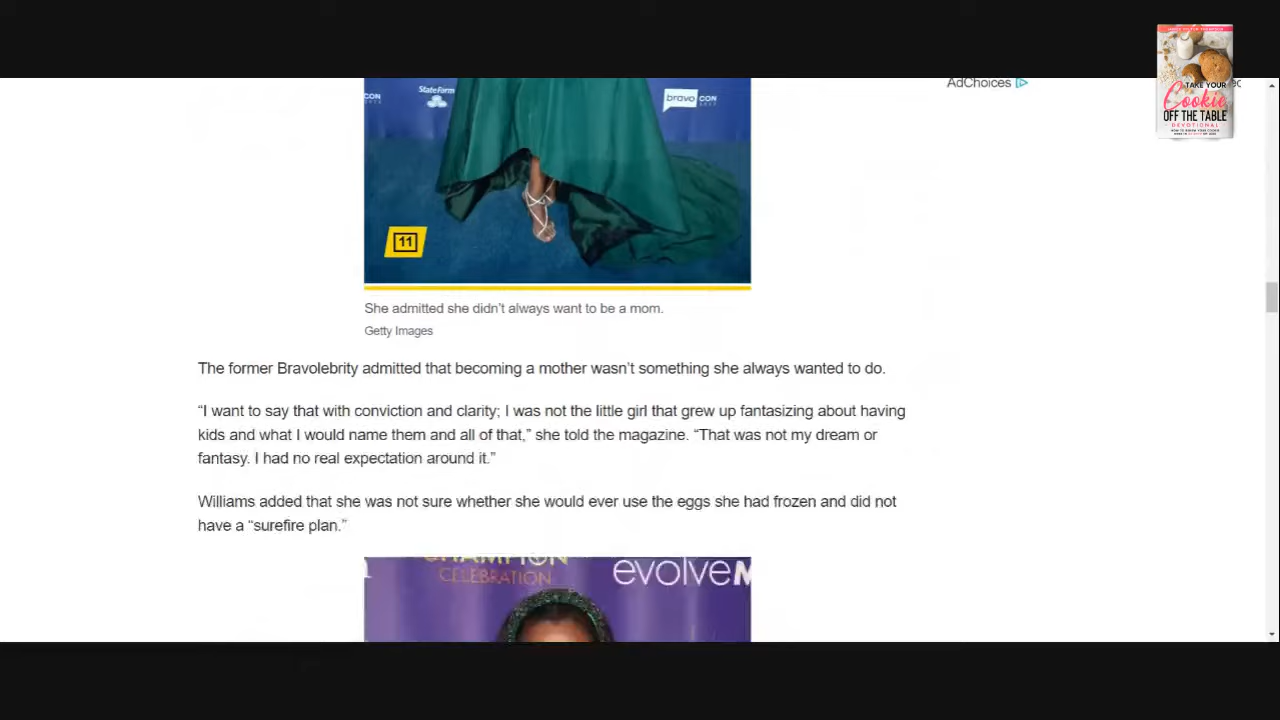 AdChoices
TAKE YOUR
Cookie
OFF THE TABLE
DEVOTIONAL
CON
StateFarm
bravo CON
11
She admitted she didn’t always want to be a mom.
Getty Images
The former Bravolebrity admitted that becoming a mother wasn’t something she always wanted to do.
“I want to say that with conviction and clarity; I was not the little girl that grew up fantasizing about having
kids and what I would name them and all of that,” she told the magazine. “That was not my dream or
fantasy. I had no real expectation around it.”
Williams added that she was not sure whether she would ever use the eggs she had frozen and did not
have a “surefire plan.”
CHAMPION
CELEBRATION
evolveM